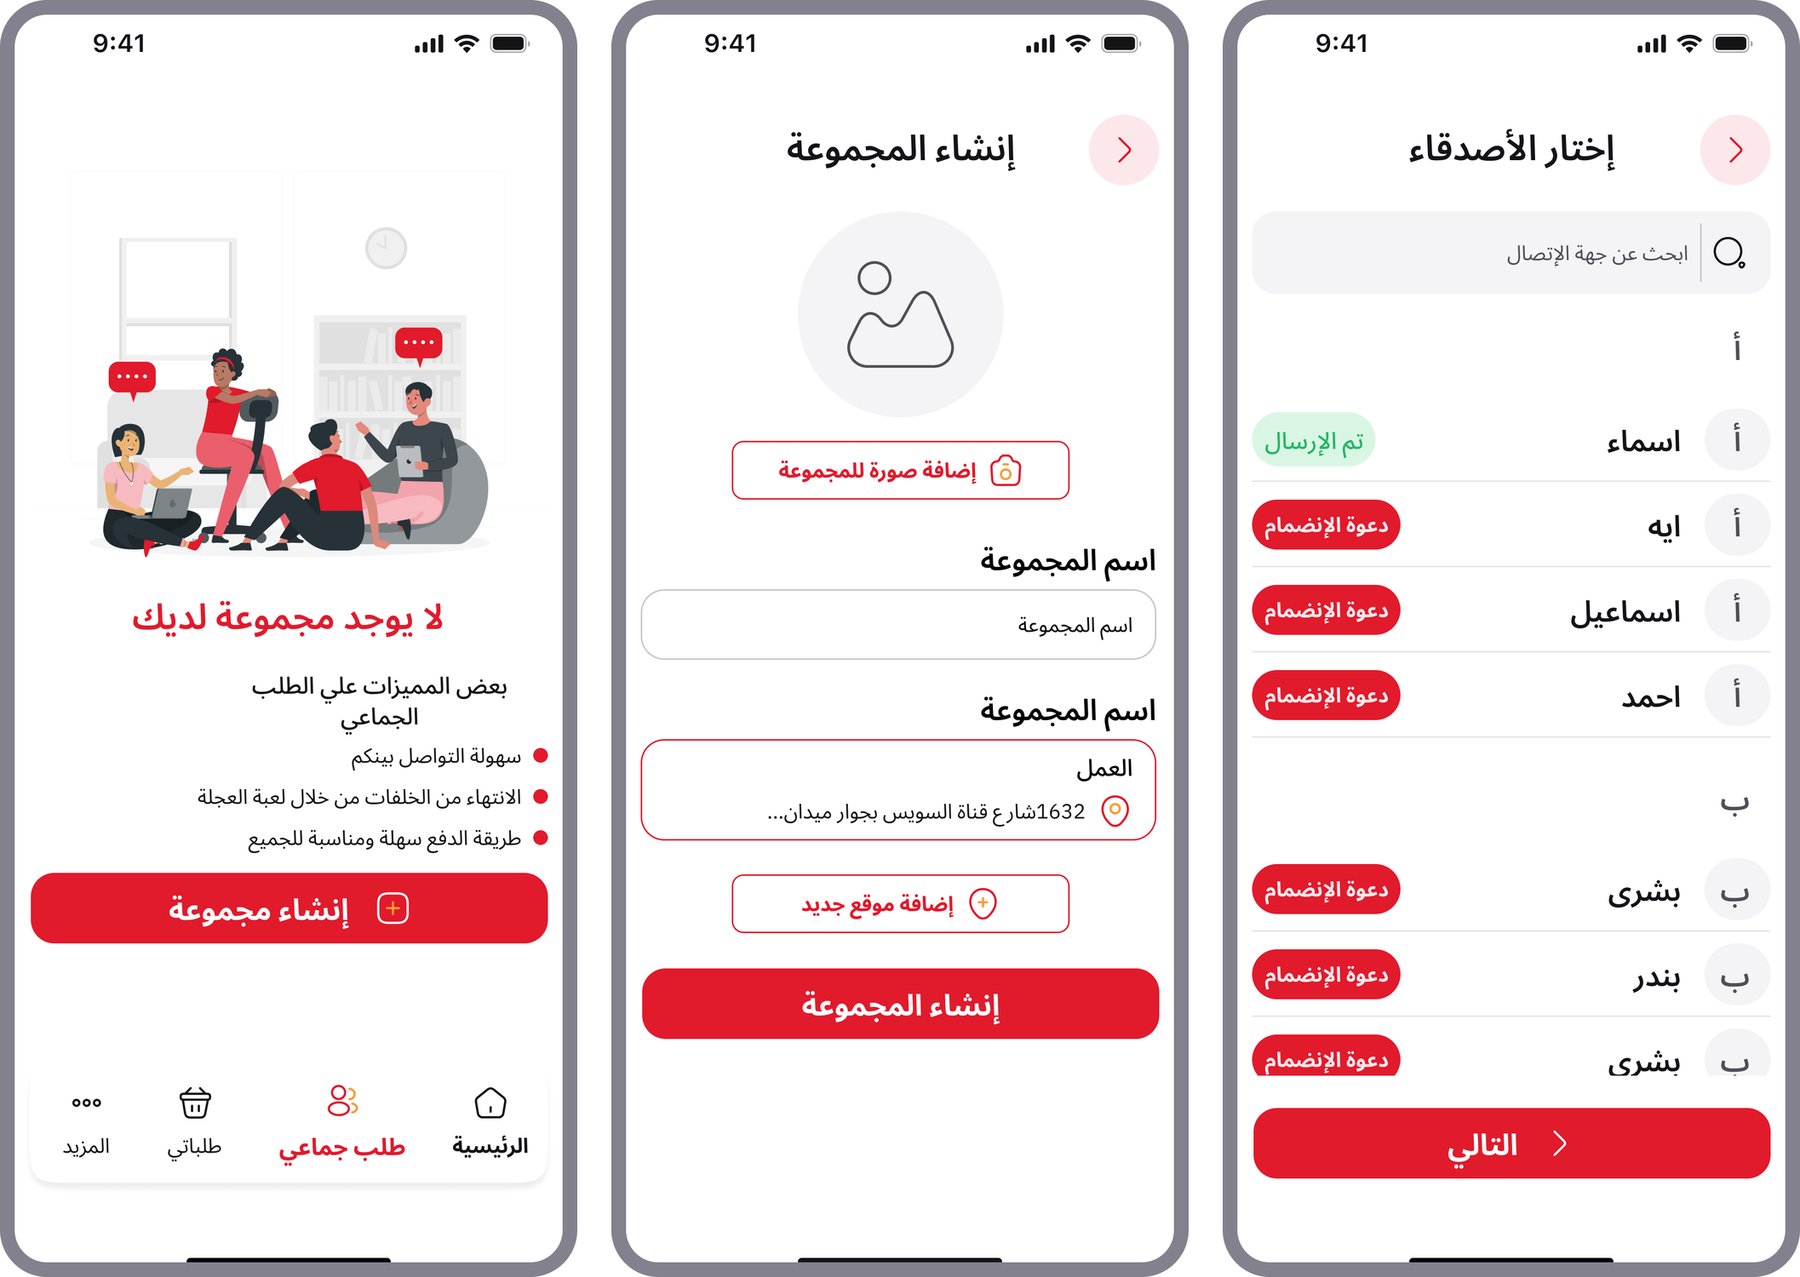 9:41
لا يوجد مجموعة لديك
بعض المميزات علي الطلب
الجماعي
سهولة التواصل بينكم
الانتهاء من الخلفات من خلال لعبة العجلة
طريقة الدفع سهلة ومناسبة للجميع
إنشاء مجموعة
الرئيسية
طلب جماعي
طلباتي
المزيد
9:41
إنشاء المجموعة
إضافة صورة للمجموعة
اسم المجموعة
اسم المجموعة
اسم المجموعة
العمل
1632شارع قناة السويس بجوار ميدان...
إضافة موقع جديد
إنشاء المجموعة
9:41
إختار الأصدقاء
ابحث عن جهة الإتصال
أ
أ اسماء تم الإرسال
أ ايه دعوة الإنضمام
أ اسماعيل دعوة الإنضمام
أ احمد دعوة الإنضمام
ب
ب بشرى دعوة الإنضمام
ب بندر دعوة الإنضمام
ب بشرى دعوة الإنضمام
التالي